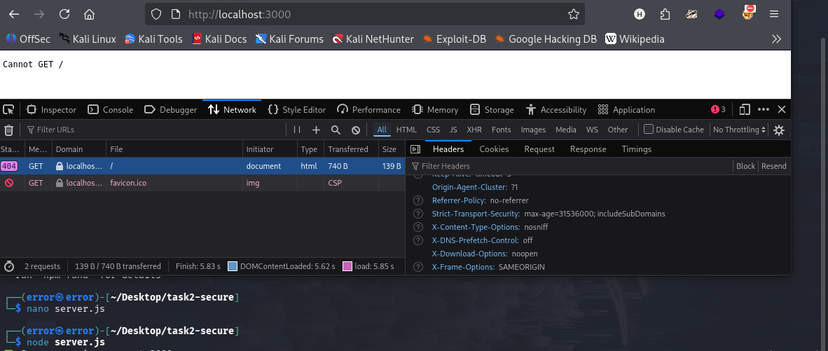 http://localhost:3000
OffSec Kali Linux Kali Tools Kali Docs Kali Forums Kali NetHunter Exploit-DB Google Hacking DB Wikipedia
Cannot GET /
Inspector Console Debugger Network Style Editor Performance Memory Storage Accessibility Application 3
Filter URLs All HTML CSS JS XHR Fonts Images Media WS Other Disable Cache No Throttling
Sta... Me... Domain File Initiator Type Transferred Size Headers Cookies Request Response Timings
404 GET localhos... / document html 740 B 139 B
Filter Headers Block Resend
GET localhos... favicon.ico img CSP
Origin-Agent-Cluster: ?1
Referrer-Policy: no-referrer
Strict-Transport-Security: max-age=31536000; includeSubDomains
X-Content-Type-Options: nosniff
X-DNS-Prefetch-Control: off
X-Download-Options: noopen
X-Frame-Options: SAMEORIGIN
2 requests 139 B / 740 B transferred Finish: 5.83 s DOMContentLoaded: 5.62 s load: 5.85 s
(error㉿error)-[~/Desktop/task2-secure]
$ nano server.js
(error㉿error)-[~/Desktop/task2-secure]
$ node server.js